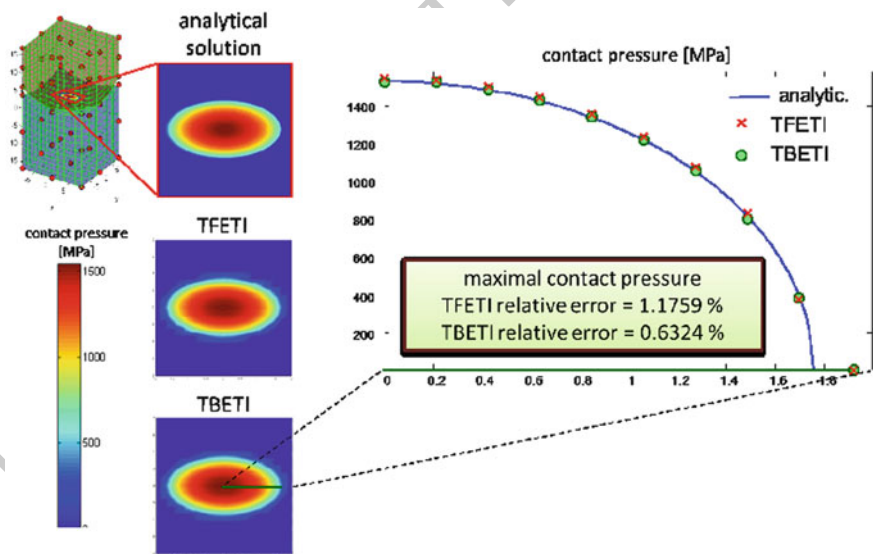 analytical
solution
contact pressure
[MPa]
1500
1000
500
0
TFETI
TBETI
contact pressure [MPa]
analytic.
TFETI
TBETI
1400
1200
1000
800
600
400
200
maximal contact pressure
TFETI relative error = 1.1759 %
TBETI relative error = 0.6324 %
0 0.2 0.4 0.6 0.8 1 1.2 1.4 1.6 1.8